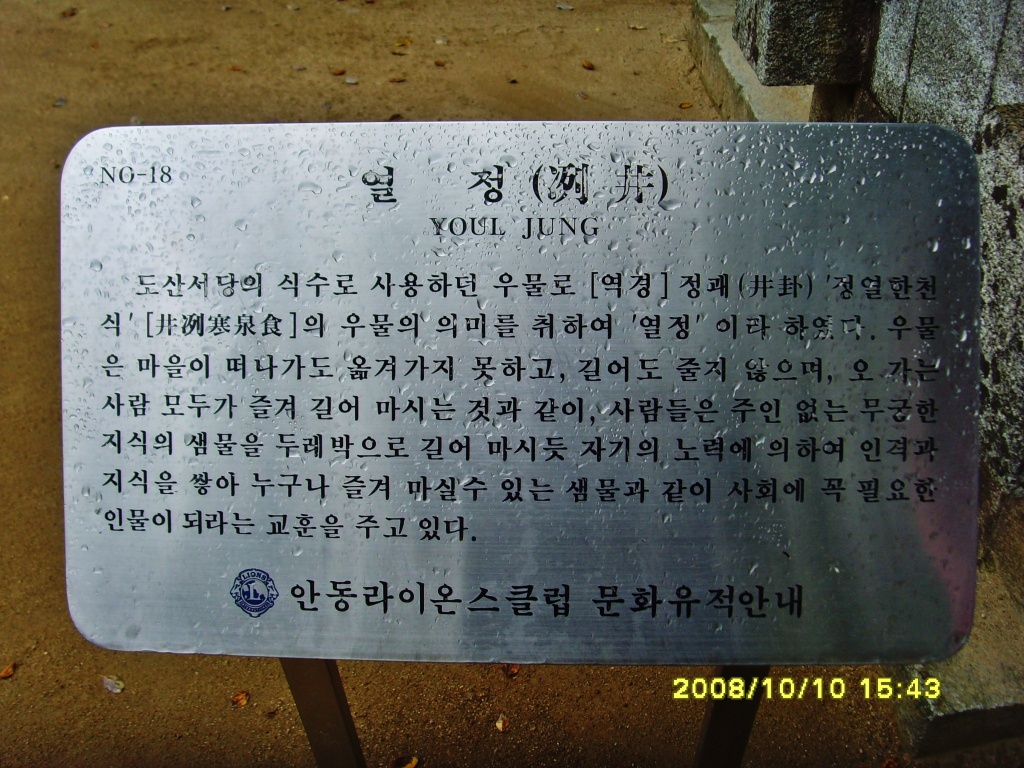 NO-18
열 정 (冽 井)
YOUL JUNG
도산서당의 식수로 사용하던 우물로 [역경] 정괘(井卦) '정열한천
식' [井冽寒泉食]의 우물의 의미를 취하여 '열정' 이라 하였다. 우물
은 마을이 떠나가도 옮겨가지 못하고, 길어도 줄지 않으며, 오 가는
사람 모두가 즐겨 길어 마시는 것과 같이, 사람들은 주인 없는 무궁한
지식의 샘물을 두레박으로 길어 마시듯 자기의 노력에 의하여 인격과
지식을 쌓아 누구나 즐겨 마실수 있는 샘물과 같이 사회에 꼭 필요한
인물이 되라는 교훈을 주고 있다.
LIONS
L
안동라이온스클럽 문화유적안내
2008/10/10 15:43